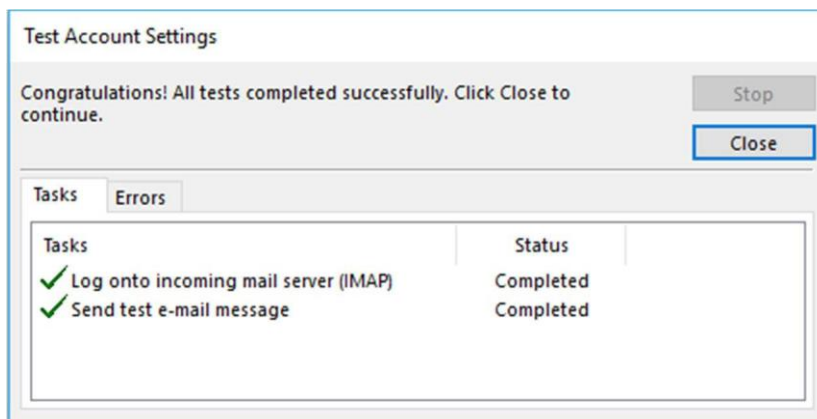 Test Account Settings
Congratulations! All tests completed successfully. Click Close to
continue.
Stop
Close
Tasks
Errors
Tasks Status
Log onto incoming mail server (IMAP) Completed
Send test e-mail message Completed